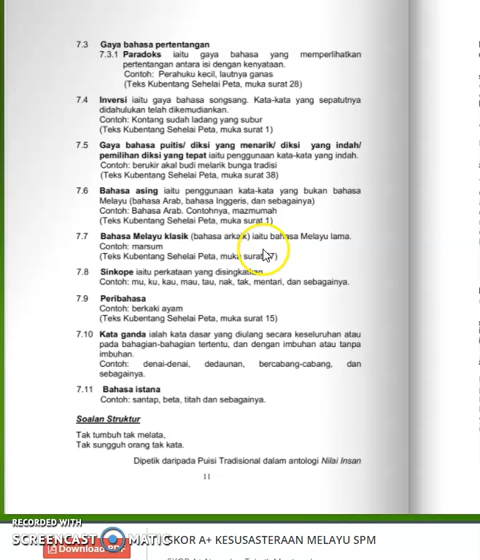 7.3 Gaya bahasa pertentangan
7.3.1 Paradoks iaitu gaya bahasa yang memperlihatkan
pertentangan antara isi dengan kenyataan.
Contoh: Perahuku kecil, lautnya ganas
(Teks Kubentang Sehelai Peta, muka surat 28)
7.4 Inversi iaitu gaya bahasa songsang. Kata-kata yang sepatutnya
didahulukan telah dikemudiankan.
Contoh: Kontang sudah ladang yang subur
(Teks Kubentang Sehelai Peta, muka surat 1)
7.5 Gaya bahasa puitis/ diksi yang menarik/ diksi yang indah/
pemilihan diksi yang tepat iaitu penggunaan kata-kata yang indah.
Contoh: berukir akal budi melarik bunga tradisi
(Teks Kubentang Sehelai Peta, muka surat 38)
7.6 Bahasa asing iaitu penggunaan kata-kata yang bukan bahasa
Melayu (bahasa Arab, bahasa Inggeris, dan sebagainya)
Contoh: Bahasa Arab. Contohnya, mazmumah
(Teks Kubentang Sehelai Peta, muka surat 1)
7.7 Bahasa Melayu klasik (bahasa arkaik) iaitu bahasa Melayu lama.
Contoh: marsum
(Teks Kubentang Sehelai Peta, muka surat 7)
7.8 Sinkope iaitu perkataan yang disingkatkan.
Contoh: mu, ku, kau, mau, tau, nak, tak, mentari, dan sebagainya.
7.9 Peribahasa
Contoh: berkaki ayam
(Teks Kubentang Sehelai Peta, muka surat 15)
7.10 Kata ganda ialah kata dasar yang diulang secara keseluruhan atau
pada bahagian-bahagian tertentu, dan dengan imbuhan atau tanpa
imbuhan.
Contoh: denai-denai, dedaunan, bercabang-cabang, dan
sebagainya.
7.11 Bahasa istana
Contoh: santap, beta, titah dan sebagainya.
Soalan Struktur
Tak tumbuh tak melata,
Tak sungguh orang tak kata.
Dipetik daripada Puisi Tradisional dalam antologi Nilai Insan
11
RECORDED WITH
SCREENCAST MATIC
Download PDF
SKOR A+ KESUSASTERAAN MELAYU SPM